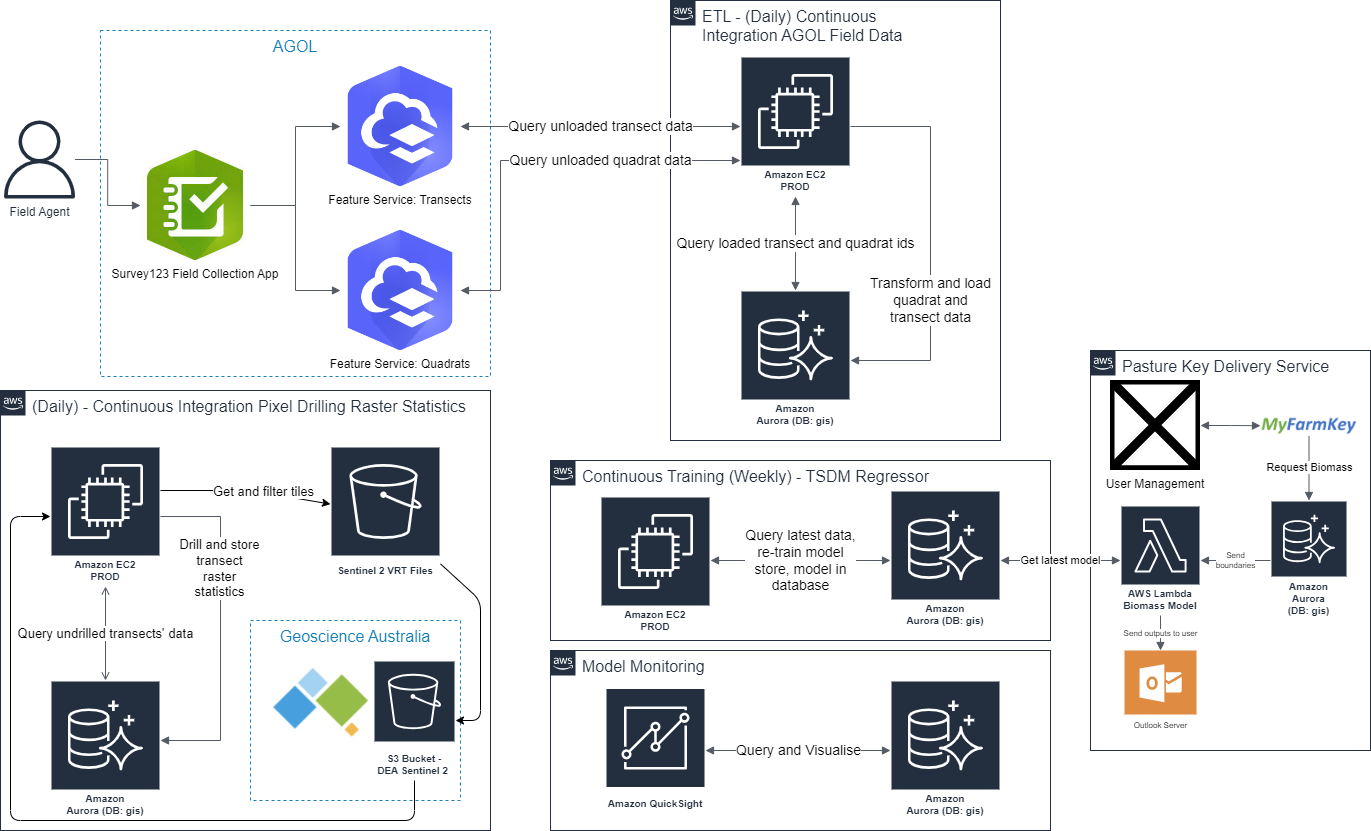 AGOL
Field Agent
Survey123 Field Collection App
Feature Service: Transects
Feature Service: Quadrats
Query unloaded transect data
Query unloaded quadrat data
aws
ETL - (Daily) Continuous
Integration AGOL Field Data
Amazon EC2
PROD
Query loaded transect and quadrat ids
Transform and load
quadrat and
transect data
Amazon
Aurora (DB: gis)
aws
(Daily) - Continuous Integration Pixel Drilling Raster Statistics
Amazon EC2
PROD
Get and filter tiles
Sentinel 2 VRT Files
Drill and store
transect
raster
statistics
Query undrilled transects' data
Amazon
Aurora (DB: gis)
Geoscience Australia
S3 Bucket -
DEA Sentinel 2
aws
Continuous Training (Weekly) - TSDM Regressor
Amazon EC2
PROD
Query latest data,
re-train model
store, model in
database
Amazon
Aurora (DB: gis)
Get latest model
aws
Model Monitoring
Amazon QuickSight
Query and Visualise
Amazon
Aurora (DB: gis)
aws
Pasture Key Delivery Service
User Management
MyFarmKey
Request Biomass
Amazon
Aurora
(DB: gis)
Send
boundaries
AWS Lambda
Biomass Model
Send outputs to user
Outlook Server